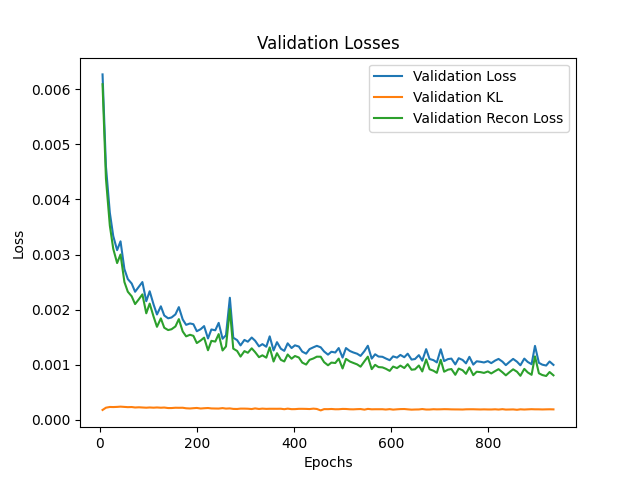 Validation Losses
Validation Loss
Validation KL
Validation Recon Loss
0.006
0.005
0.004
0.003
0.002
0.001
0.000
Loss
0
200
400
600
800
Epochs